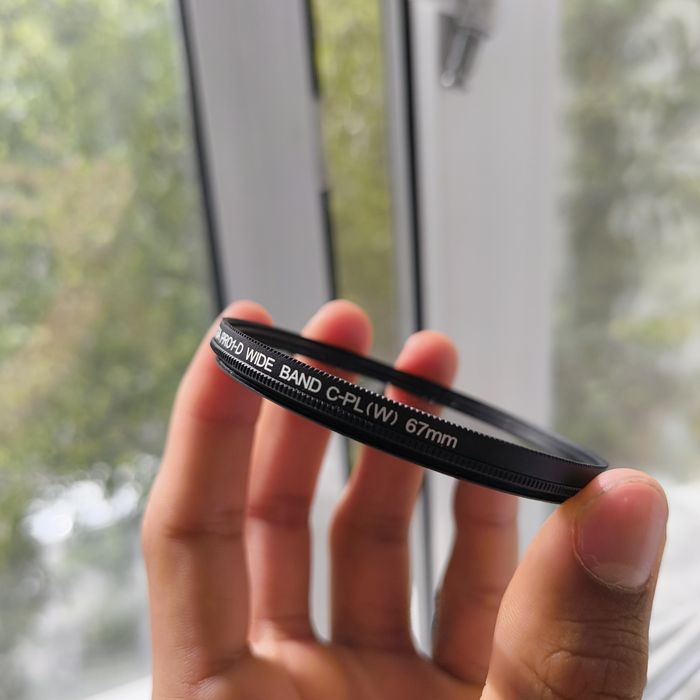 PRO1-D WIDE BAND C-PL(W) 67mm